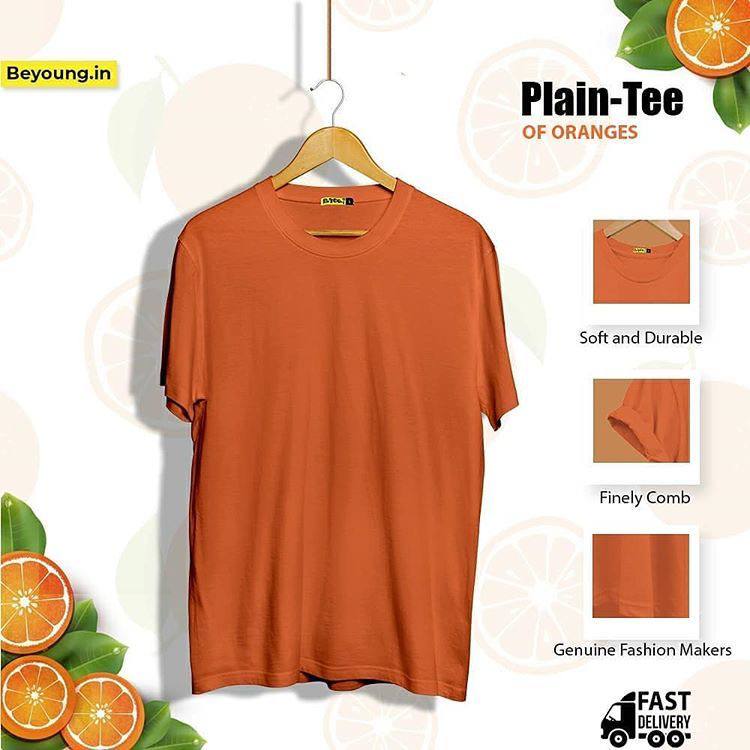 Beyoung.in
Plain-Tee
OF ORANGES
Soft and Durable
Finely Comb
Genuine Fashion Makers
FAST
DELIVERY